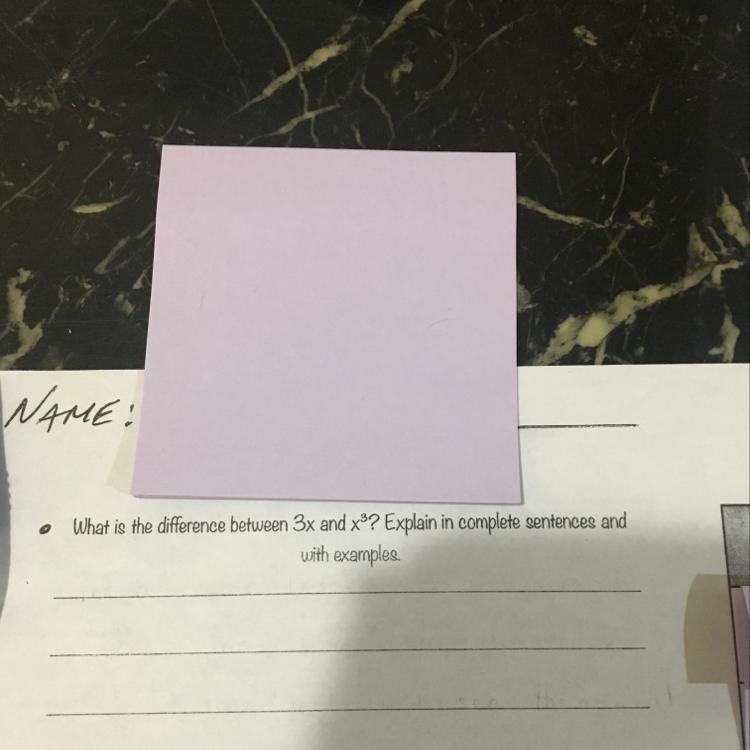 NAME:
What is the difference between 3x and x³? Explain in complete sentences and
with examples.